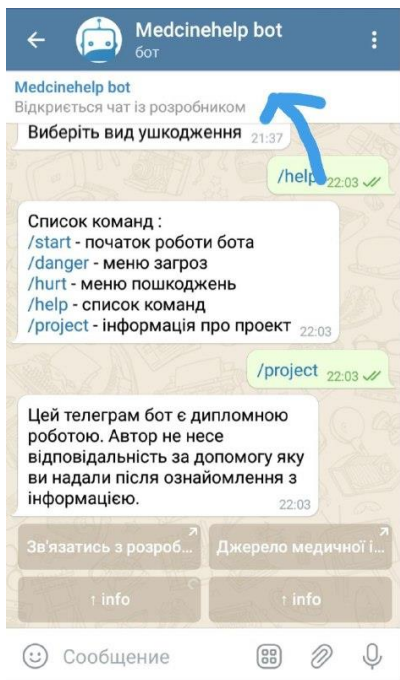 Medcinehelp bot
бот
Medcinehelp bot
Відкриється чат із розробником
Виберіть вид ушкодження 21:37
/help 22:03
Список команд :
/start - початок роботи бота
/danger - меню загроз
/hurt - меню пошкоджень
/help - список команд
/project - інформація про проект 22:03
/project 22:03
Цей телеграм бот є дипломною
роботою. Автор не несе
відповідальність за допомогу яку
ви надали після ознайомлення з
інформацією. 22:03
Зв'язатись з розроб... Джерело медичної і...
↑ info ↑ info
Сообщение